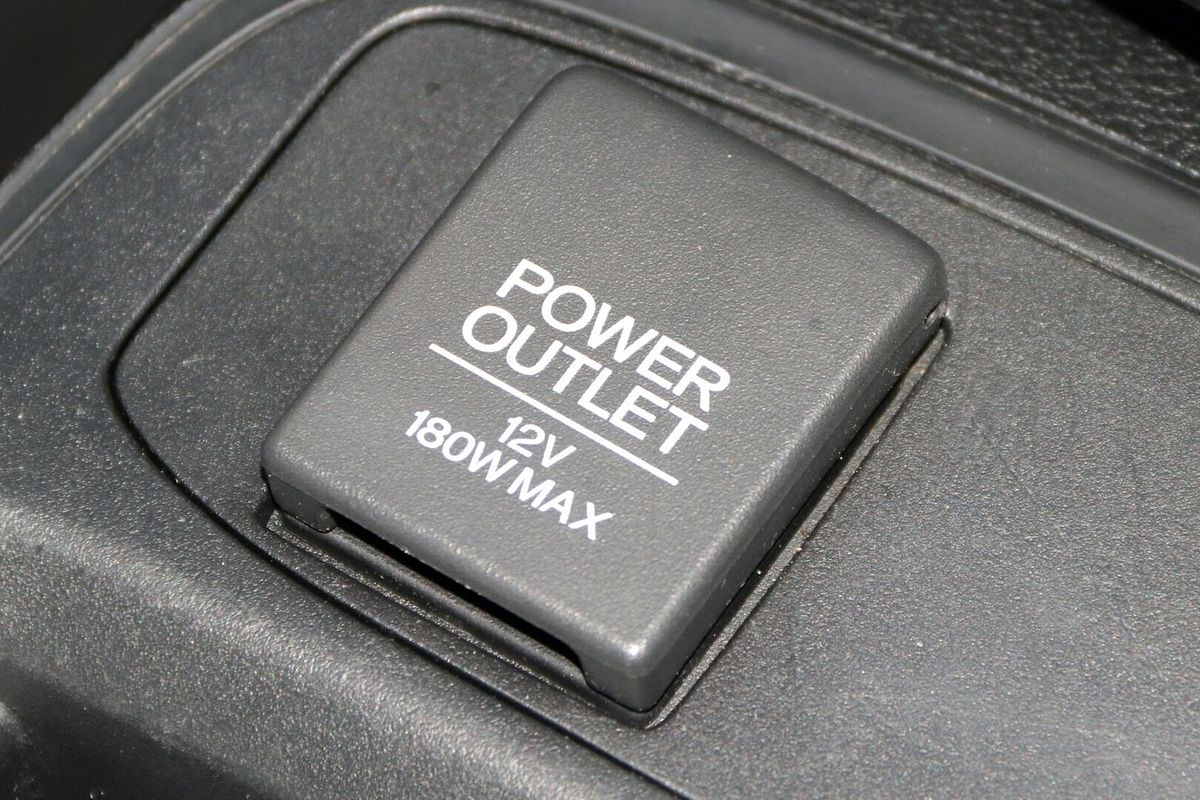 POWER
OUTLET
12V
180W MAX